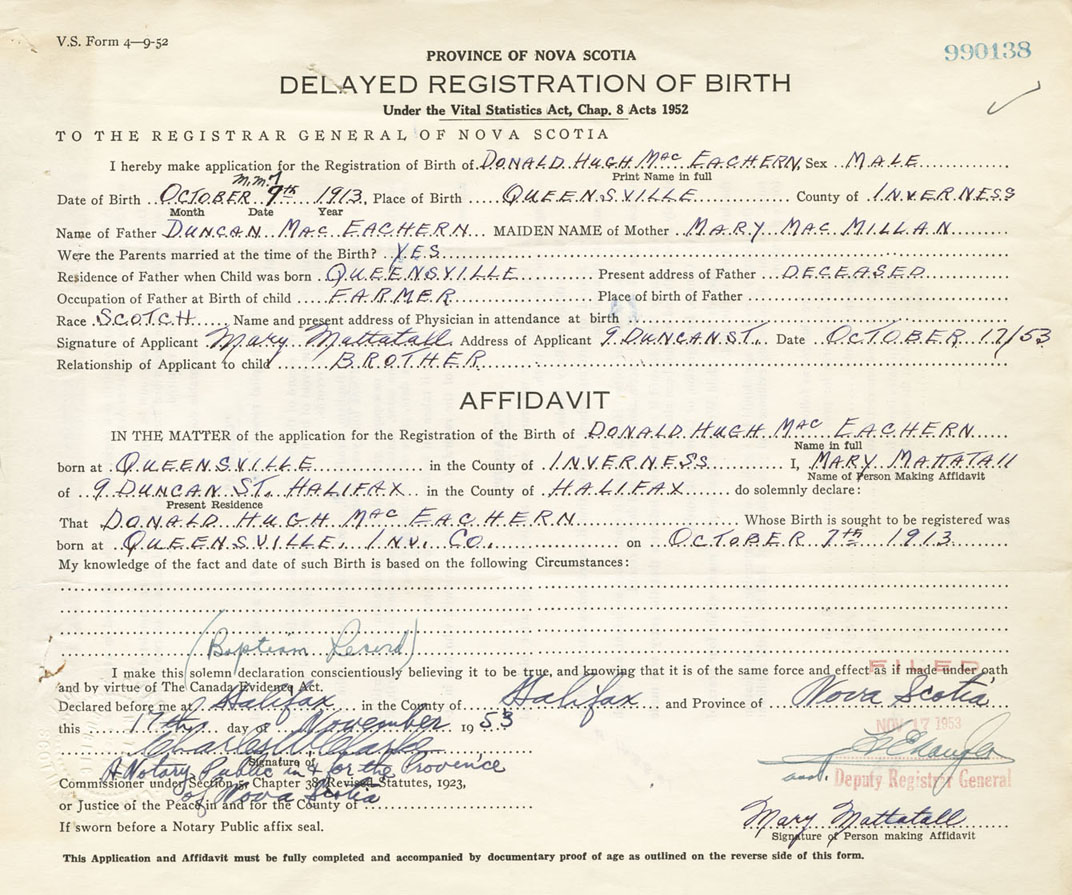 V.S. Form 4—9-52
PROVINCE OF NOVA SCOTIA
990138
DELAYED REGISTRATION OF BIRTH
Under the Vital Statistics Act, Chap. 8 Acts 1952
TO THE REGISTRAR GENERAL OF NOVA SCOTIA
I hereby make application for the Registration of Birth of DONALD HUGH MAC EACHERN Sex MALE
Print Name in full
M.M. 7
Date of Birth OCTOBER 9th 1913, Place of Birth QUEENSVILLE County of INVERNESS
Month Date Year
Name of Father DUNCAN MAC EACHERN MAIDEN NAME of Mother MARY MAC MILLAN
Were the Parents married at the time of the Birth? YES
Residence of Father when Child was born QUEENSVILLE Present address of Father DECEASED
Occupation of Father at Birth of child FARMER Place of birth of Father
Race SCOTCH Name and present address of Physician in attendance at birth
Signature of Applicant Mary Mattatall Address of Applicant 9 DUNCAN ST. Date OCTOBER 17/53
Relationship of Applicant to child BROTHER
AFFIDAVIT
IN THE MATTER of the application for the Registration of the Birth of DONALD HUGH MAC EACHERN
Name in full
born at QUEENSVILLE in the County of INVERNESS I, MARY MATTATAll
Name of Person Making Affidavit
of 9 DUNCAN ST. HALIFAX in the County of HALIFAX do solemnly declare:
Present Residence
That DONALD HUGH MAC EACHERN Whose Birth is sought to be registered was
born at QUEENSVILLE, INV. CO. on OCTOBER 7th 1913
My knowledge of the fact and date of such Birth is based on the following Circumstances:
(Baptism Record)
I make this solemn declaration conscientiously believing it to be true, and knowing that it is of the same force and effect as if made under oath
FILED
and by virtue of The Canada Evidence Act.
Declared before me at Halifax in the County of Halifax and Province of Nova Scotia
this 17th day of November 1953
NOV 17 1953
Charles W.
Signature of
A Notary Public in & for the Provence
of Nova Scotia
Commissioner under Section 5, Chapter 38, Revised Statutes, 1923,
Deputy Registrar General
or Justice of the Peace in and for the County of
Mary Mattatall
If sworn before a Notary Public affix seal.
Signature of Person making Affidavit
This Application and Affidavit must be fully completed and accompanied by documentary proof of age as outlined on the reverse side of this form.